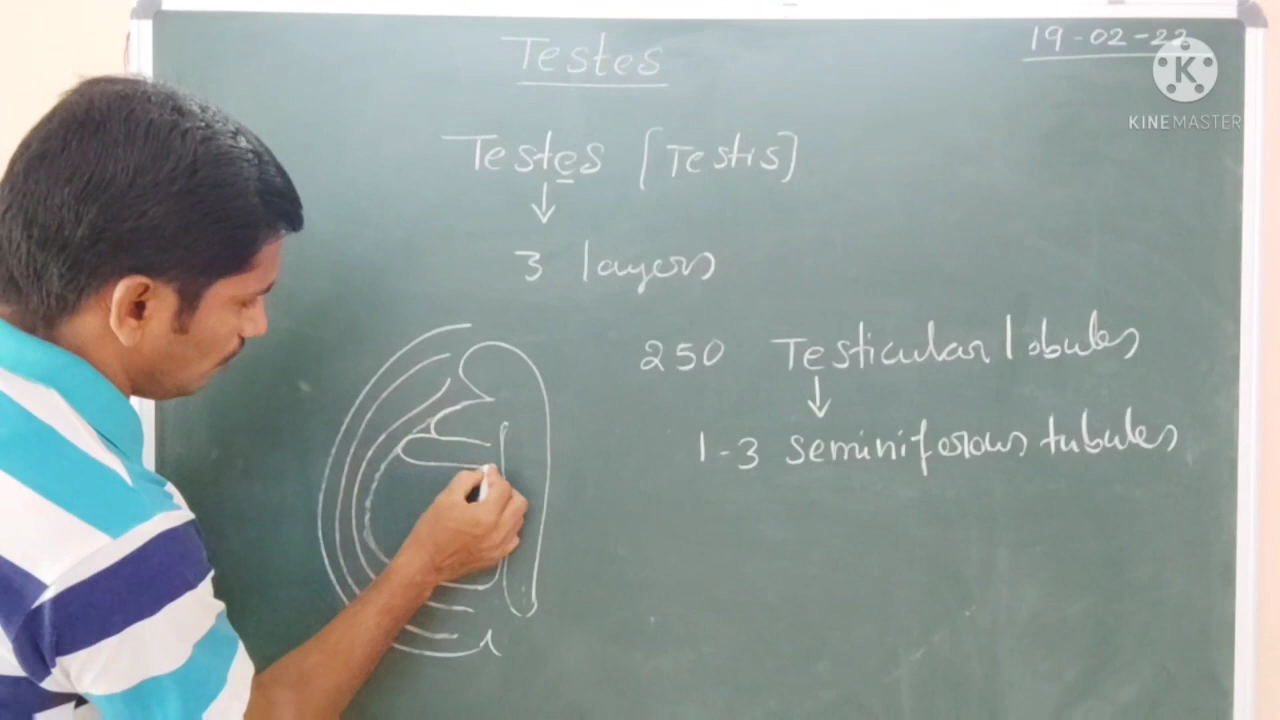 Testes
19-02-22
KINEMASTER
Testes [Testis]
3 layers
250 Testicular lobules
1-3 seminiferous tubules